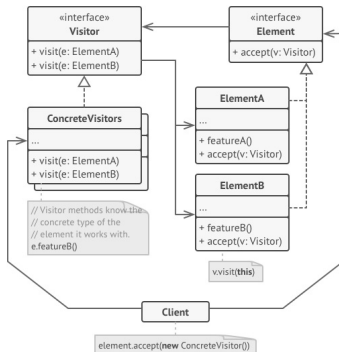 «interface»
Visitor
+ visit(e: ElementA)
+ visit(e: ElementB)
«interface»
Element
+ accept(v: Visitor)
ConcreteVisitors
...
+ visit(e: ElementA)
+ visit(e: ElementB)
// Visitor methods know the
// concrete type of the
// element it works with.
e.featureB()
ElementA
...
+ featureA()
+ accept(v: Visitor)
ElementB
...
+ featureB()
+ accept(v: Visitor)
v.visit(this)
Client
element.accept(new ConcreteVisitor())